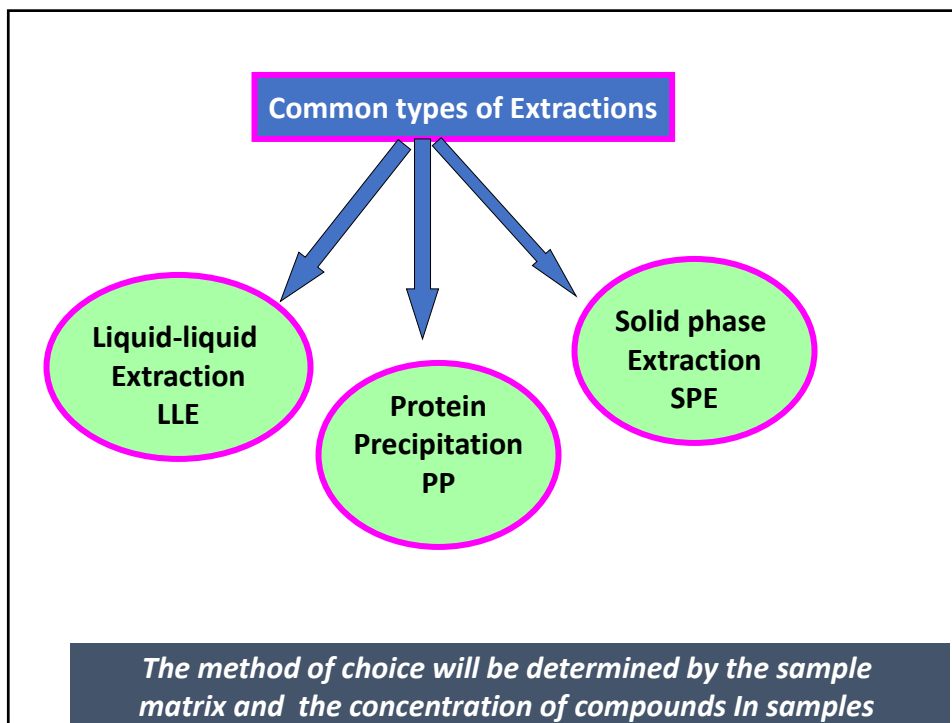 Common types of Extractions
Liquid-liquid
Extraction
LLE
Protein
Precipitation
PP
Solid phase
Extraction
SPE
The method of choice will be determined by the sample
matrix and the concentration of compounds In samples